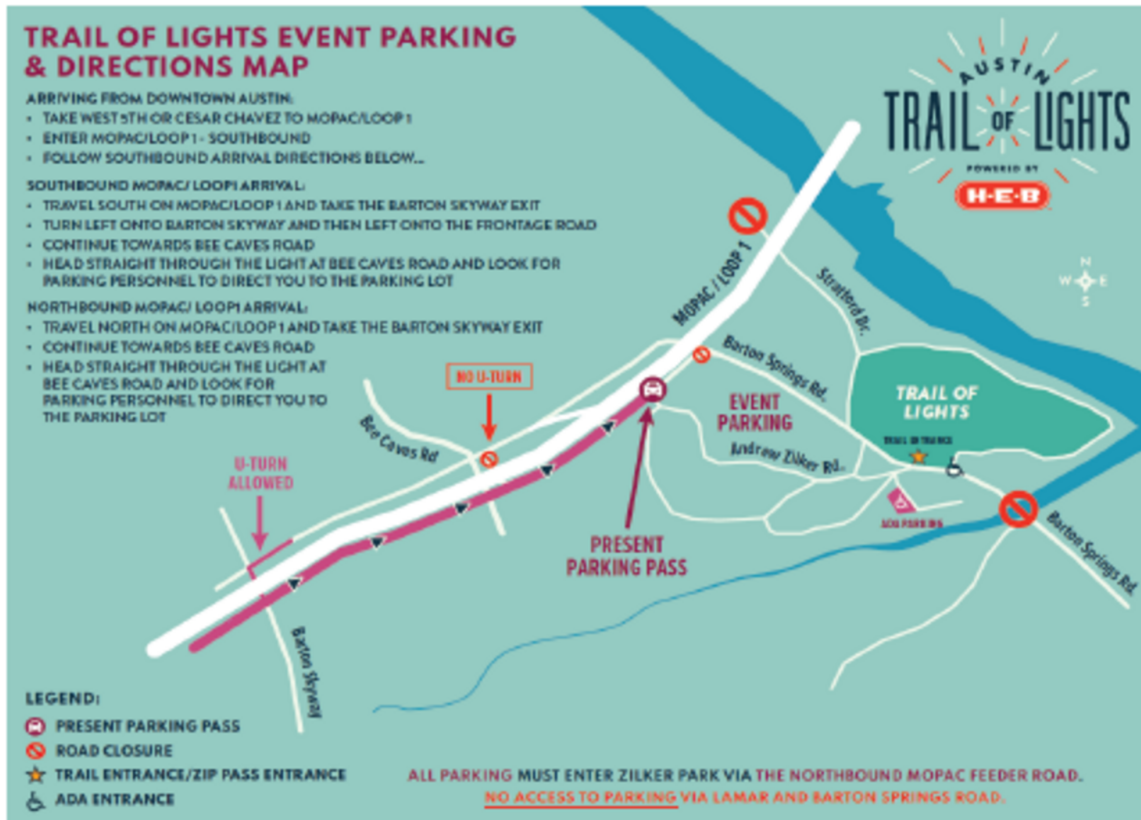 TRAIL OF LIGHTS EVENT PARKING
& DIRECTIONS MAP
ARRIVING FROM DOWNTOWN AUSTIN:
• TAKE WEST 5TH OR CESAR CHAVEZ TO MOPAC/LOOP 1
• ENTER MOPAC/LOOP 1 - SOUTHBOUND
• FOLLOW SOUTHBOUND ARRIVAL DIRECTIONS BELOW...
SOUTHBOUND MOPAC/ LOOP1 ARRIVAL:
• TRAVEL SOUTH ON MOPAC/LOOP 1 AND TAKE THE BARTON SKYWAY EXIT
• TURN LEFT ONTO BARTON SKYWAY AND THEN LEFT ONTO THE FRONTAGE ROAD
• CONTINUE TOWARDS BEE CAVES ROAD
• HEAD STRAIGHT THROUGH THE LIGHT AT BEE CAVES ROAD AND LOOK FOR
PARKING PERSONNEL TO DIRECT YOU TO THE PARKING LOT
NORTHBOUND MOPAC/ LOOP1 ARRIVAL:
• TRAVEL NORTH ON MOPAC/LOOP 1 AND TAKE THE BARTON SKYWAY EXIT
• CONTINUE TOWARDS BEE CAVES ROAD
• HEAD STRAIGHT THROUGH THE LIGHT AT
BEE CAVES ROAD AND LOOK FOR
PARKING PERSONNEL TO DIRECT YOU TO
THE PARKING LOT
AUSTIN
TRAIL OF LIGHTS
POWERED BY
H-E-B
N
W E
S
MOPAC / LOOP 1
Stratford Dr.
Barton Springs Rd.
NO U-TURN
TRAIL OF
LIGHTS
EVENT
PARKING
TRAIL ENTRANCE
Bee Caves Rd
Andrew Zilker Rd.
U-TURN
ALLOWED
ADA PARKING
PRESENT
PARKING PASS
Barton Springs Rd.
Barton Skyway
LEGEND:
PRESENT PARKING PASS
ROAD CLOSURE
TRAIL ENTRANCE/ZIP PASS ENTRANCE
ADA ENTRANCE
ALL PARKING MUST ENTER ZILKER PARK VIA THE NORTHBOUND MOPAC FEEDER ROAD.
NO ACCESS TO PARKING VIA LAMAR AND BARTON SPRINGS ROAD.